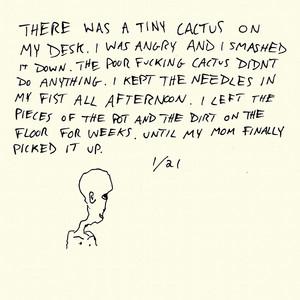 THERE WAS A TINY CACTUS ON
MY DESK. I WAS ANGRY AND I SMASHED
IT DOWN. THE POOR FUCKING CACTUS DIDNT
DO ANYTHING. I KEPT THE NEEDLES IN
MY FIST ALL AFTERNOON. I LEFT THE
PIECES OF THE POT AND THE DIRT ON THE
FLOOR FOR WEEKS. UNTIL MY MOM FINALLY
PICKED IT UP.
1/21